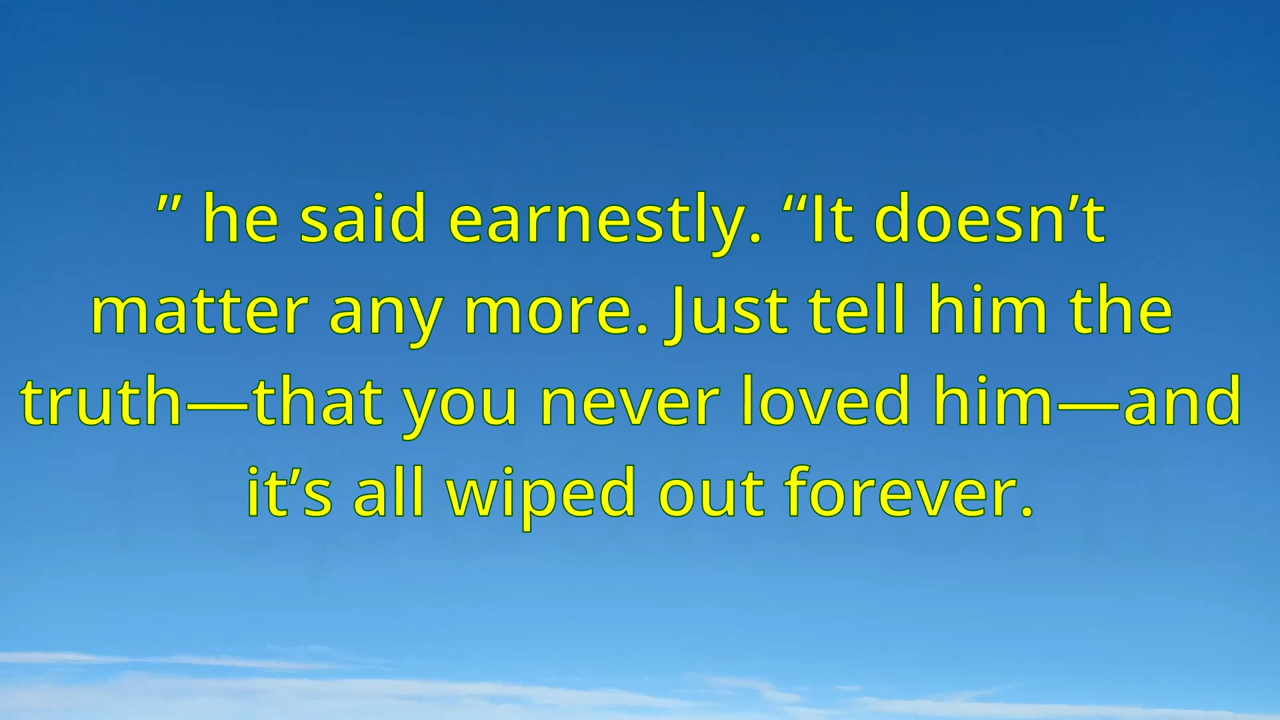 ” he said earnestly. “It doesn’t
matter any more. Just tell him the
truth—that you never loved him—and
it’s all wiped out forever.